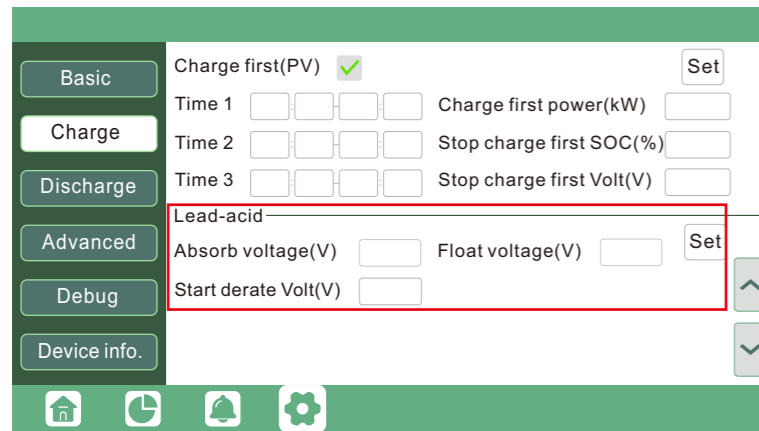 Basic
Charge
Discharge
Advanced
Debug
Device info.
Charge first(PV) Set
Time 1 : - : Charge first power(kW)
Time 2 : - : Stop charge first SOC(%)
Time 3 : - : Stop charge first Volt(V)
Lead-acid
Absorb voltage(V) Float voltage(V) Set
Start derate Volt(V)